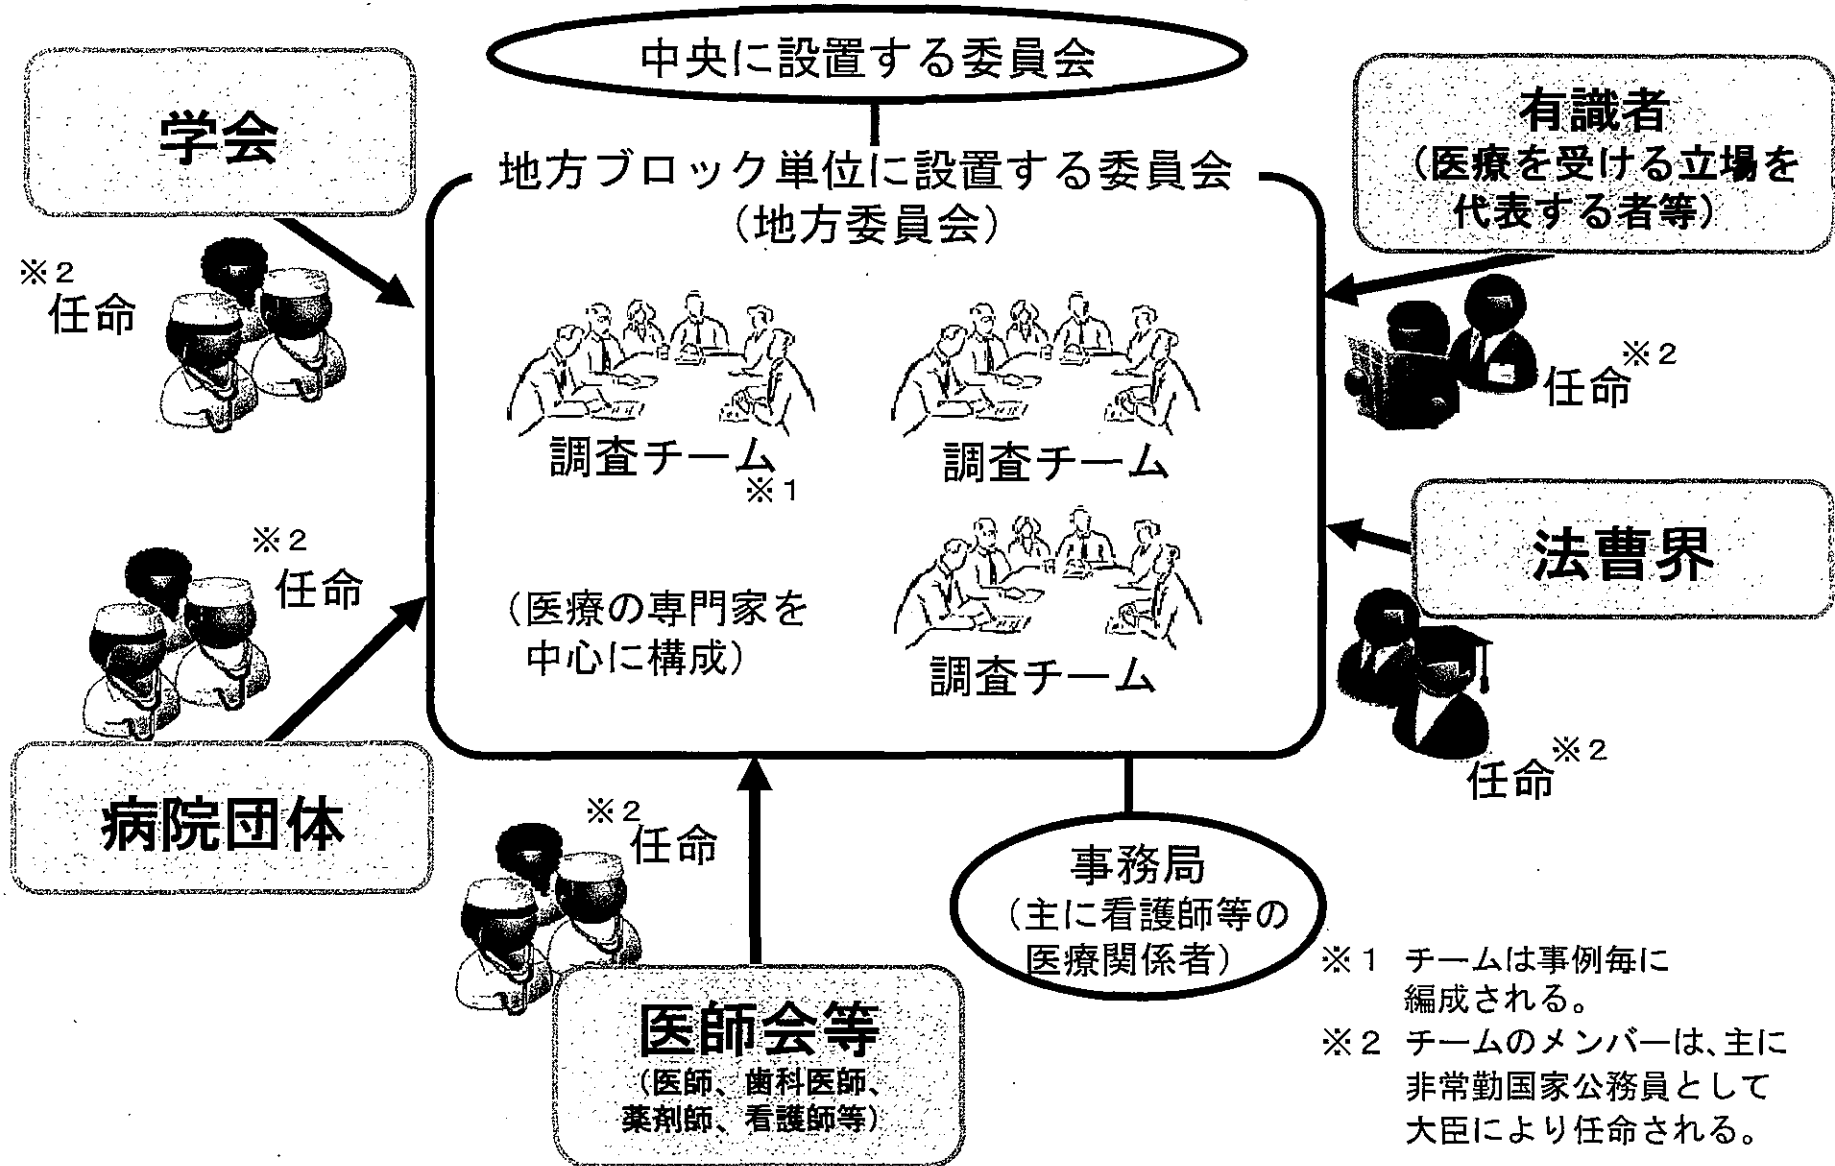 中央に設置する委員会
学会
有識者
（医療を受ける立場を
代表する者等）
地方ブロック単位に設置する委員会
（地方委員会）
※2
任命
任命※2
調査チーム
※1
調査チーム
法曹界
※2
任命
（医療の専門家を
中心に構成）
調査チーム
任命※2
病院団体
※2
任命
事務局
（主に看護師等の
医療関係者）
医師会等
（医師、歯科医師、
薬剤師、看護師等）
※1 チームは事例毎に
編成される。
※2 チームのメンバーは、主に
非常勤国家公務員として
大臣により任命される。